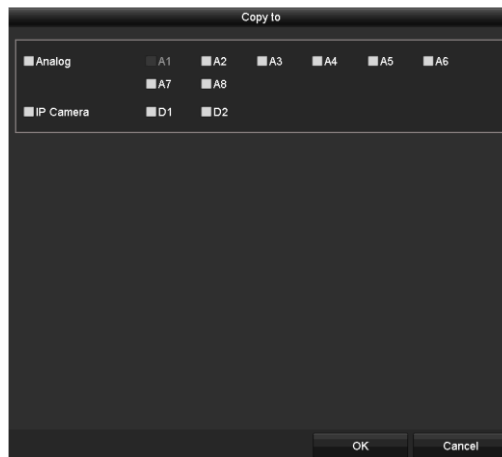 Copy to
Analog A1 A2 A3 A4 A5 A6
A7 A8
IP Camera D1 D2
OK Cancel